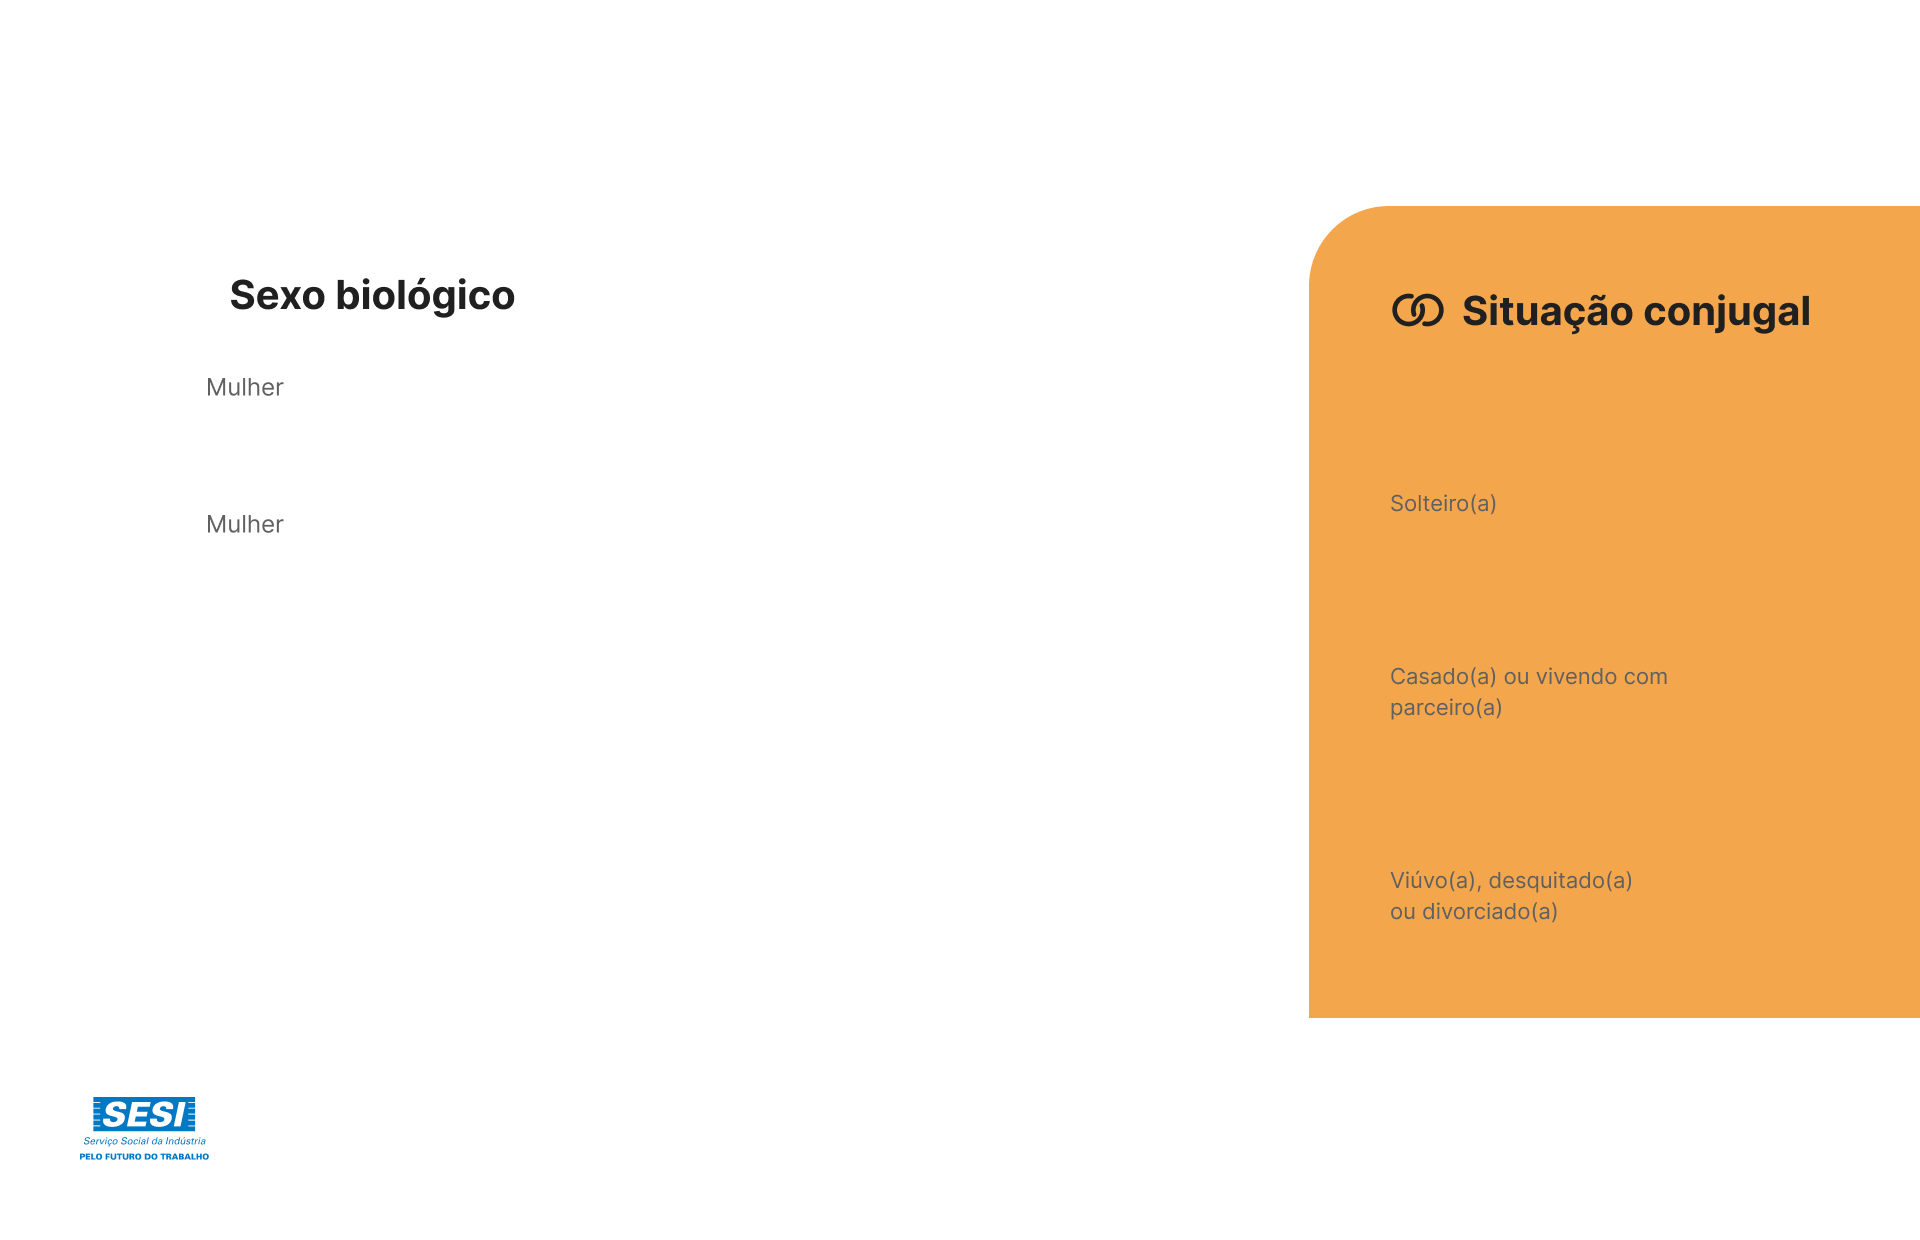 Sexo biológico
Mulher
Mulher
Situação conjugal
Solteiro(a)
Casado(a) ou vivendo com
parceiro(a)
Viúvo(a), desquitado(a)
ou divorciado(a)
SESI
Serviço Social da Indústria
PELO FUTURO DO TRABALHO